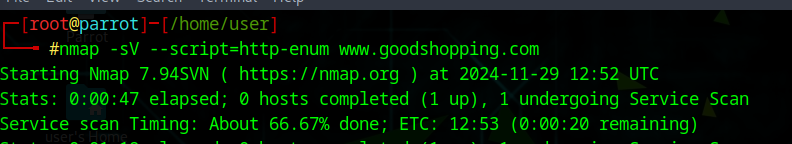 [root@parrot]─[/home/user]
#nmap -sV --script=http-enum www.goodshopping.com
Starting Nmap 7.94SVN ( https://nmap.org ) at 2024-11-29 12:52 UTC
Stats: 0:00:47 elapsed; 0 hosts completed (1 up), 1 undergoing Service Scan
Service scan Timing: About 66.67% done; ETC: 12:53 (0:00:20 remaining)